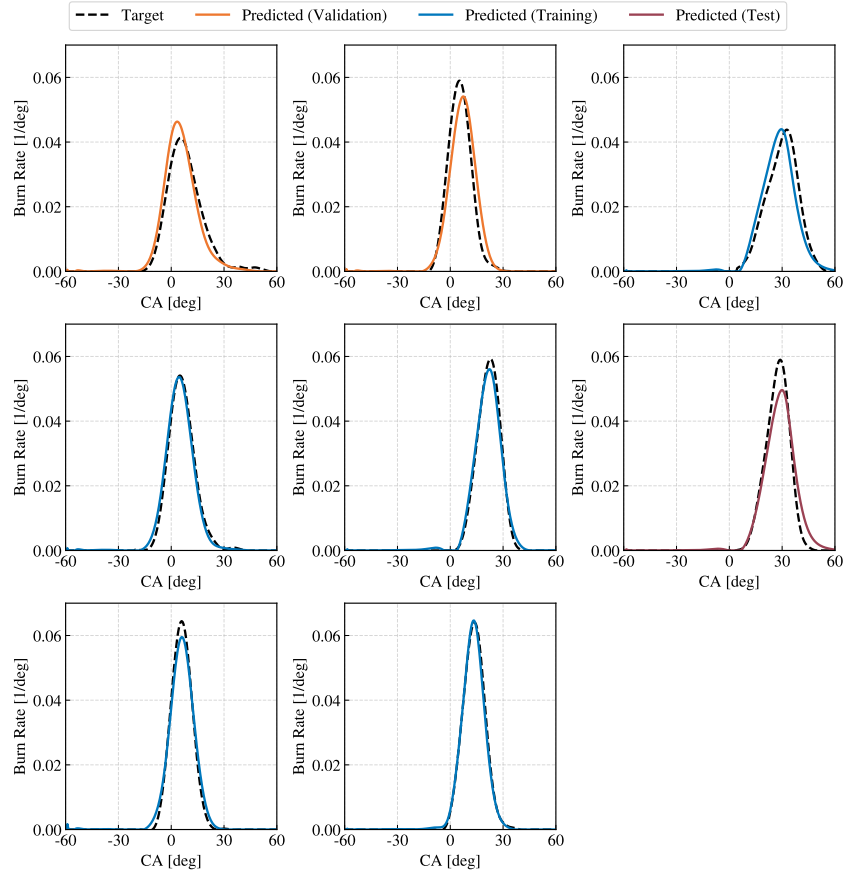 Target Predicted (Validation) Predicted (Training) Predicted (Test)
0.06 0.06 0.06
0.04 0.04 0.04
0.02 0.02 0.02
0.00 0.00 0.00
Burn Rate [1/deg] Burn Rate [1/deg] Burn Rate [1/deg]
-60 -30 0 30 60 -60 -30 0 30 60 -60 -30 0 30 60
CA [deg] CA [deg] CA [deg]
0.06 0.06 0.06
0.04 0.04 0.04
0.02 0.02 0.02
0.00 0.00 0.00
Burn Rate [1/deg] Burn Rate [1/deg] Burn Rate [1/deg]
-60 -30 0 30 60 -60 -30 0 30 60 -60 -30 0 30 60
CA [deg] CA [deg] CA [deg]
0.06 0.06
0.04 0.04
0.02 0.02
0.00 0.00
Burn Rate [1/deg] Burn Rate [1/deg]
-60 -30 0 30 60 -60 -30 0 30 60
CA [deg] CA [deg]